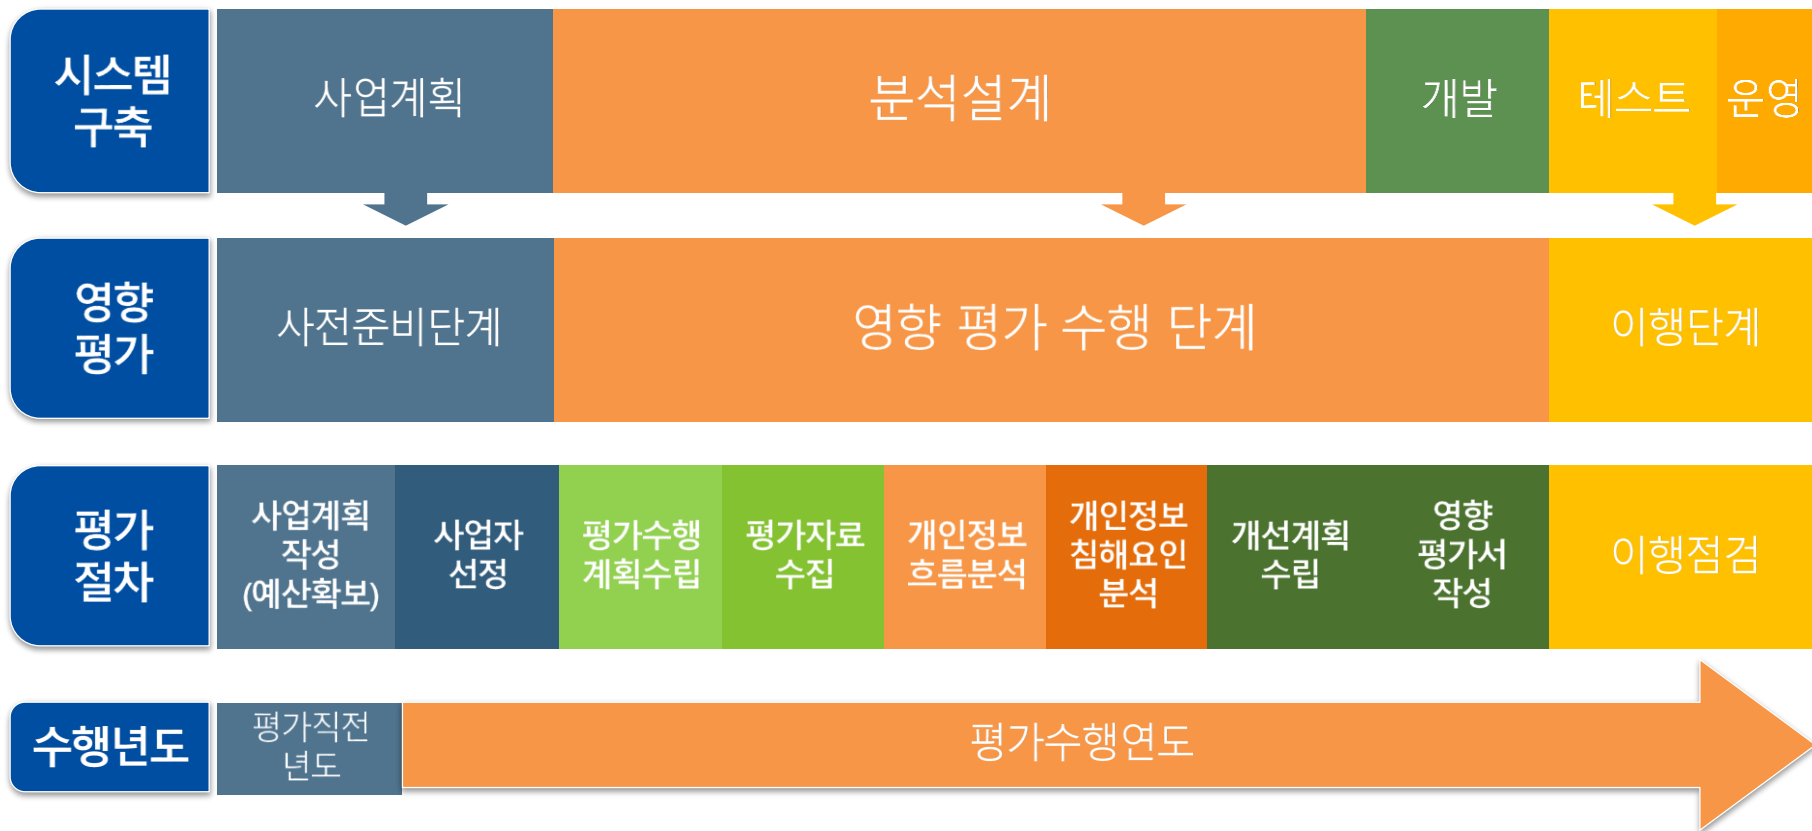 시스템
구축
사업계획
분석설계
개발
테스트
운영
영향
평가
사전준비단계
영향 평가 수행 단계
이행단계
평가
절차
사업계획
작성
(예산확보)
사업자
선정
평가수행
계획수립
평가자료
수집
개인정보
흐름분석
개인정보
침해요인
분석
개선계획
수립
영향
평가서
작성
이행점검
수행년도
평가직전
년도
평가수행연도